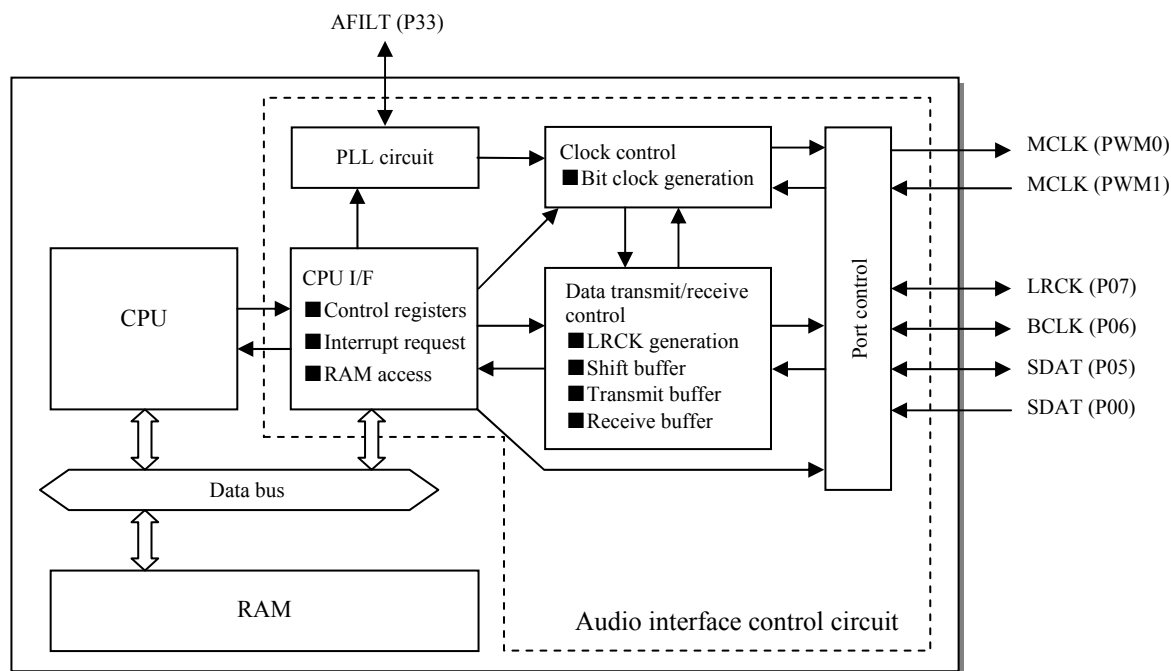 AFILT (P33)
PLL circuit
Clock control
■ Bit clock generation
MCLK (PWM0)
MCLK (PWM1)
CPU
CPU I/F
■ Control registers
■ Interrupt request
■ RAM access
Data transmit/receive
control
■ LRCK generation
■ Shift buffer
■ Transmit buffer
■ Receive buffer
Port control
LRCK (P07)
BCLK (P06)
SDAT (P05)
SDAT (P00)
Data bus
RAM
Audio interface control circuit